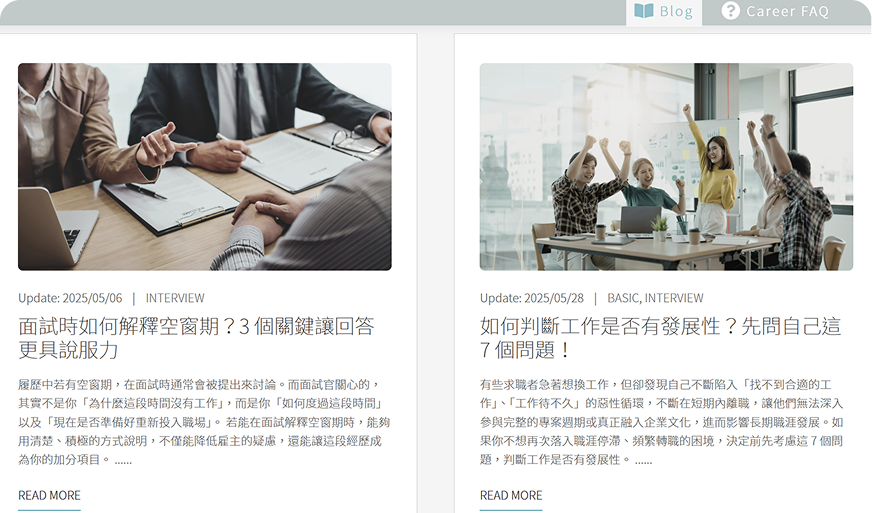 Blog
Career FAQ
Update: 2025/05/06 | INTERVIEW
面試時如何解釋空窗期？3 個關鍵讓回答
更具說服力
履歷中若有空窗期，在面試時通常會被提出來討論。而面試官關心的，
其實不是你「為什麼這段時間沒有工作」，而是你「如何度過這段時間」
以及「現在是否準備好重新投入職場」。 若能在面試解釋空窗期時，能夠
用清楚、積極的方式說明，不僅能降低雇主的疑慮，還能讓這段經歷成
為你的加分項目。 ......
READ MORE
Update: 2025/05/28 | BASIC, INTERVIEW
如何判斷工作是否有發展性？先問自己這
7 個問題！
有些求職者急著想換工作，但卻發現自己不斷陷入「找不到合適的工
作」、「工作待不久」的惡性循環，不斷在短期內離職，讓他們無法深入
參與完整的專案週期或真正融入企業文化，進而影響長期職涯發展。如
果你不想再次落入職涯停滯、頻繁轉職的困境，決定前先考慮這 7 個問
題，判斷工作是否有發展性。 ......
READ MORE